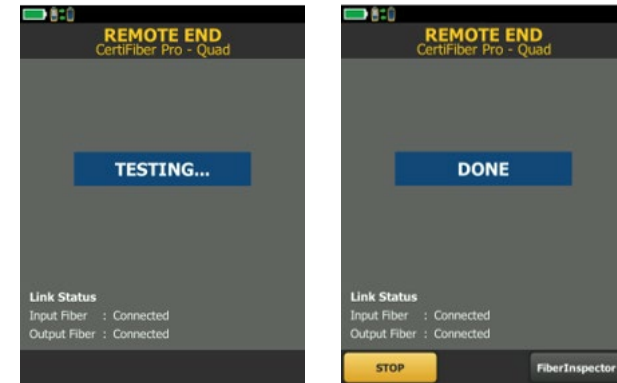 REMOTE END
CertiFiber Pro - Quad
TESTING...
Link Status
Input Fiber : Connected
Output Fiber : Connected
REMOTE END
CertiFiber Pro - Quad
DONE
Link Status
Input Fiber : Connected
Output Fiber : Connected
STOP
FiberInspector